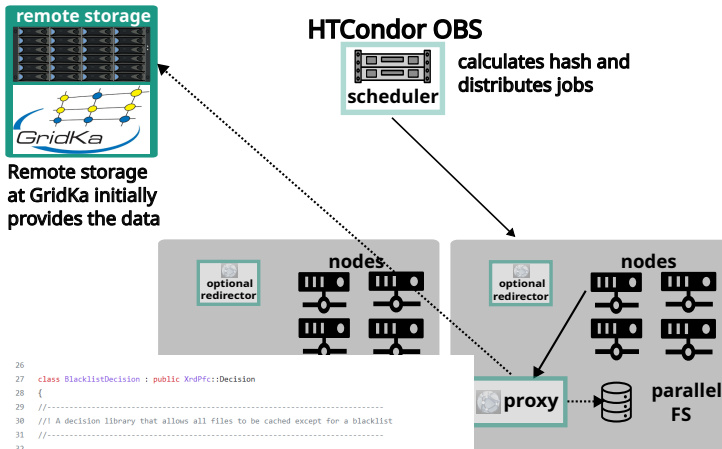 remote storage
GridKa
Remote storage
at GridKa initially
provides the data
HTCondor OBS
scheduler
calculates hash and
distributes jobs
nodes
optional
redirector
nodes
optional
redirector
proxy
parallel
FS
26
27 class BlacklistDecision : public XrdPfc::Decision
28 {
29 //----------------------------------------------------------------------------
30 //! A decision library that allows all files to be cached except for a blacklist
31 //----------------------------------------------------------------------------
32